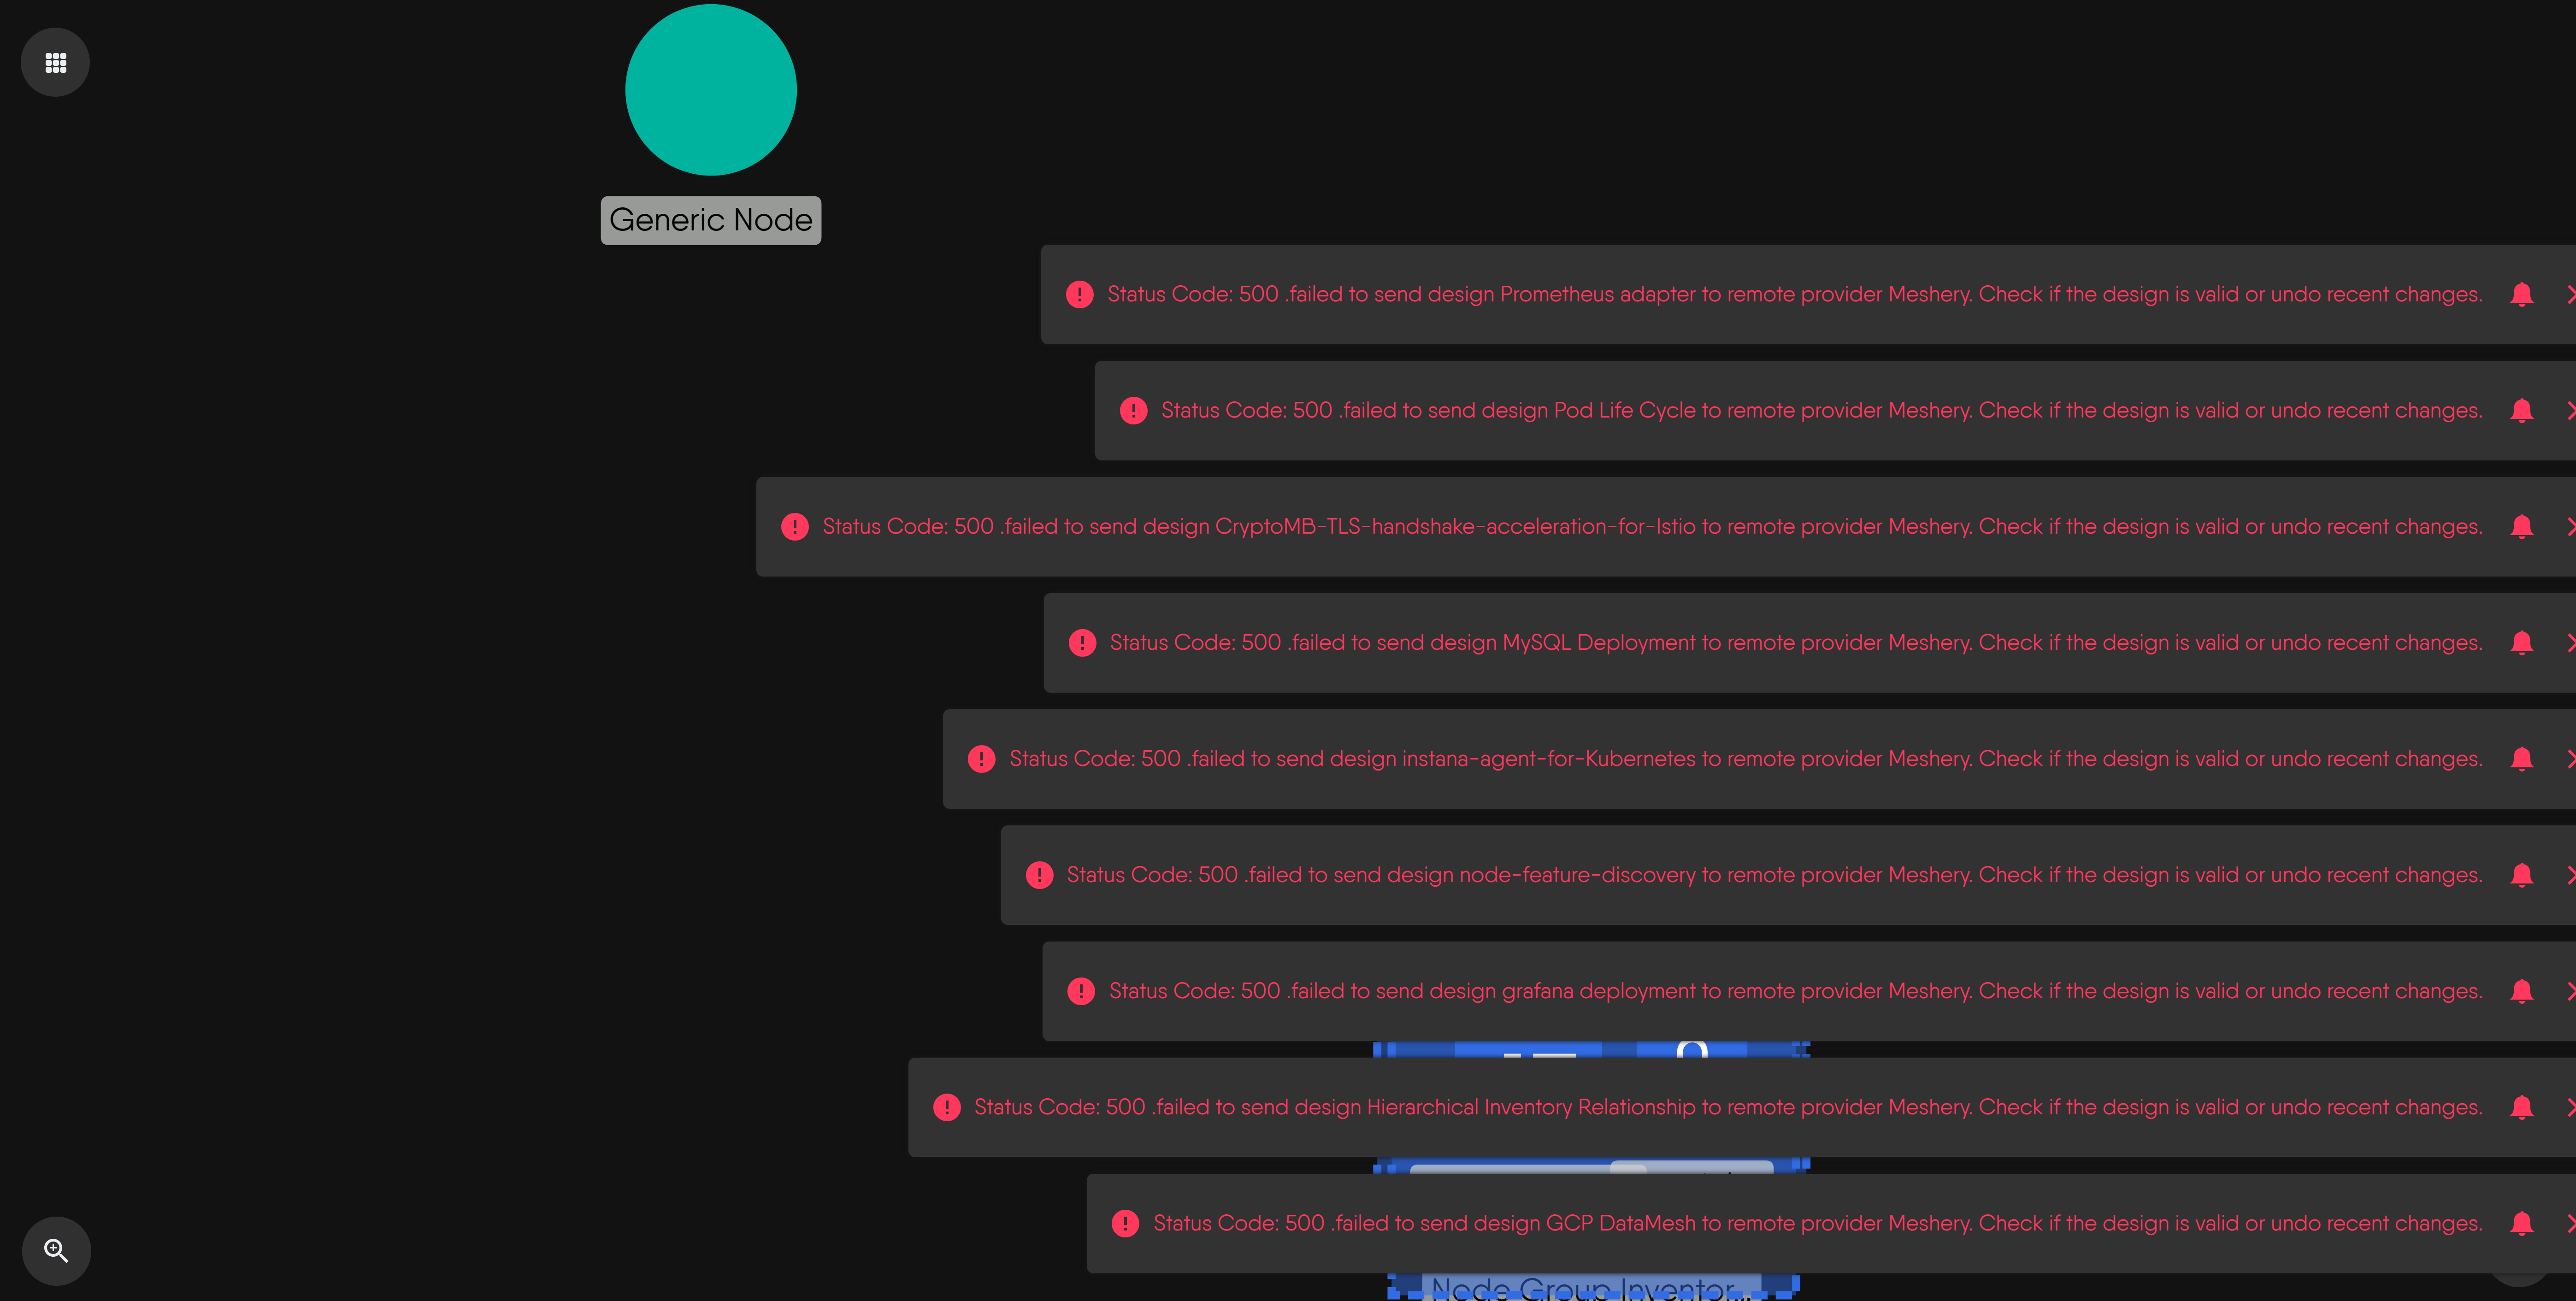 Generic Node
Status Code: 500 .failed to send design Prometheus adapter to remote provider Meshery. Check if the design is valid or undo recent changes.
Status Code: 500 .failed to send design Pod Life Cycle to remote provider Meshery. Check if the design is valid or undo recent changes.
Status Code: 500 .failed to send design CryptoMB-TLS-handshake-acceleration-for-Istio to remote provider Meshery. Check if the design is valid or undo recent changes.
Status Code: 500 .failed to send design MySQL Deployment to remote provider Meshery. Check if the design is valid or undo recent changes.
Status Code: 500 .failed to send design instana-agent-for-Kubernetes to remote provider Meshery. Check if the design is valid or undo recent changes.
Status Code: 500 .failed to send design node-feature-discovery to remote provider Meshery. Check if the design is valid or undo recent changes.
Status Code: 500 .failed to send design grafana deployment to remote provider Meshery. Check if the design is valid or undo recent changes.
Status Code: 500 .failed to send design Hierarchical Inventory Relationship to remote provider Meshery. Check if the design is valid or undo recent changes.
Status Code: 500 .failed to send design GCP DataMesh to remote provider Meshery. Check if the design is valid or undo recent changes.
Node Group Inventor...